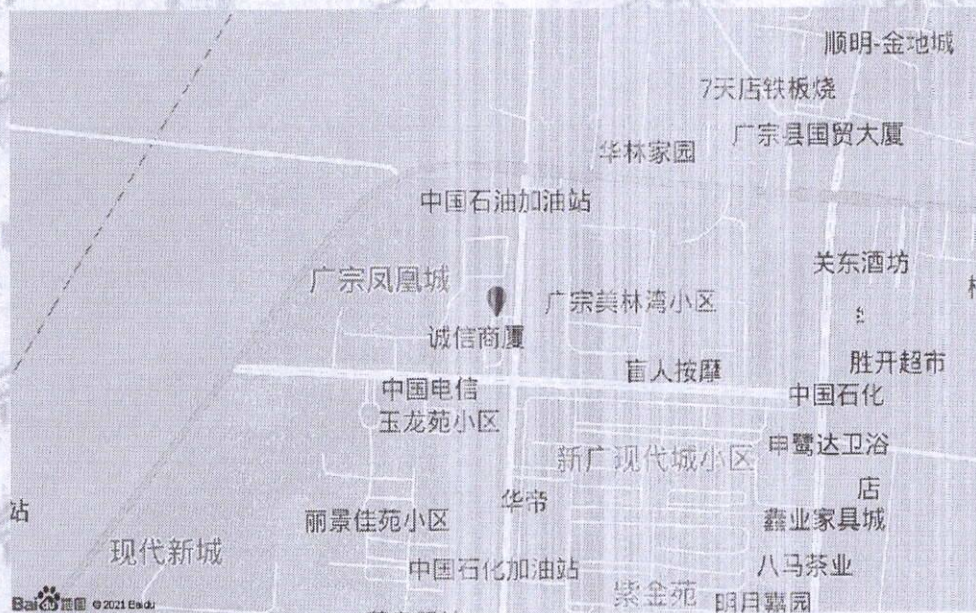 顺明-金地城
7天店铁板烧
广宗县国贸大厦
华林家园
中国石油加油站
关东酒坊
广宗凤凰城
广宗美林湾小区
诚信商厦
胜开超市
盲人按摩
中国电信
中国石化
玉龙苑小区
申鹭达卫浴
新广现代城小区
店
华帝
站
丽景佳苑小区
鑫业家具城
现代新城
八马茶业
中国石化加油站
紫金苑
明月嘉园
Bai 地图 © 2021 Baidu